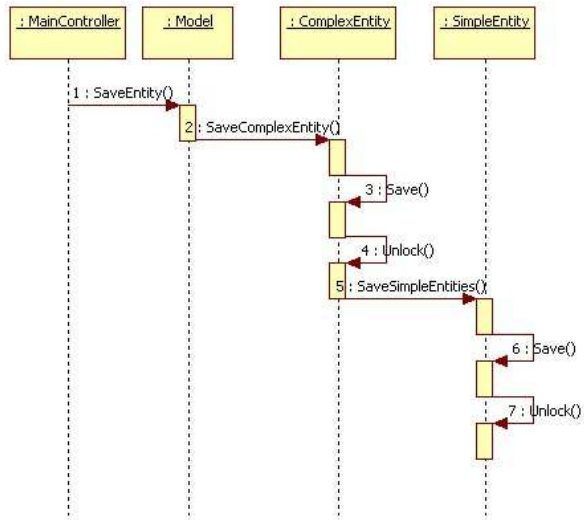 : MainController
: Model
: ComplexEntity
: SimpleEntity
1 : SaveEntity()
2 : SaveComplexEntity()
3 : Save()
4 : Unlock()
5 : SaveSimpleEntities()
6 : Save()
7 : Unlock()